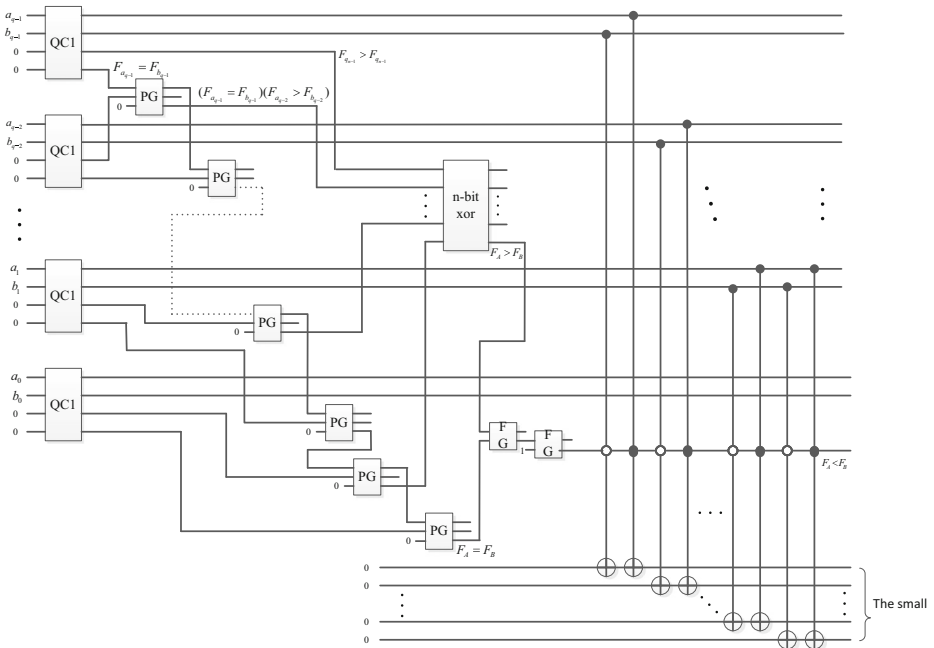 a_{q-1}
b_{q-1}
0
0
QC1
F_{a_{q-1}} = F_{b_{q-1}}
F_{q_{n-1}} > F_{q_{n-1}}
PG
0
(F_{a_{q-1}} = F_{b_{q-1}})(F_{a_{q-2}} > F_{b_{q-2}})
a_{q-2}
b_{q-2}
0
0
QC1
PG
0
n-bit
xor
F_A > F_B
a_1
b_1
0
0
QC1
PG
0
a_0
b_0
0
0
QC1
PG
0
PG
0
F
G
1
F
G
F_A < F_B
PG
0
F_A = F_B
0
0
0
0
The small